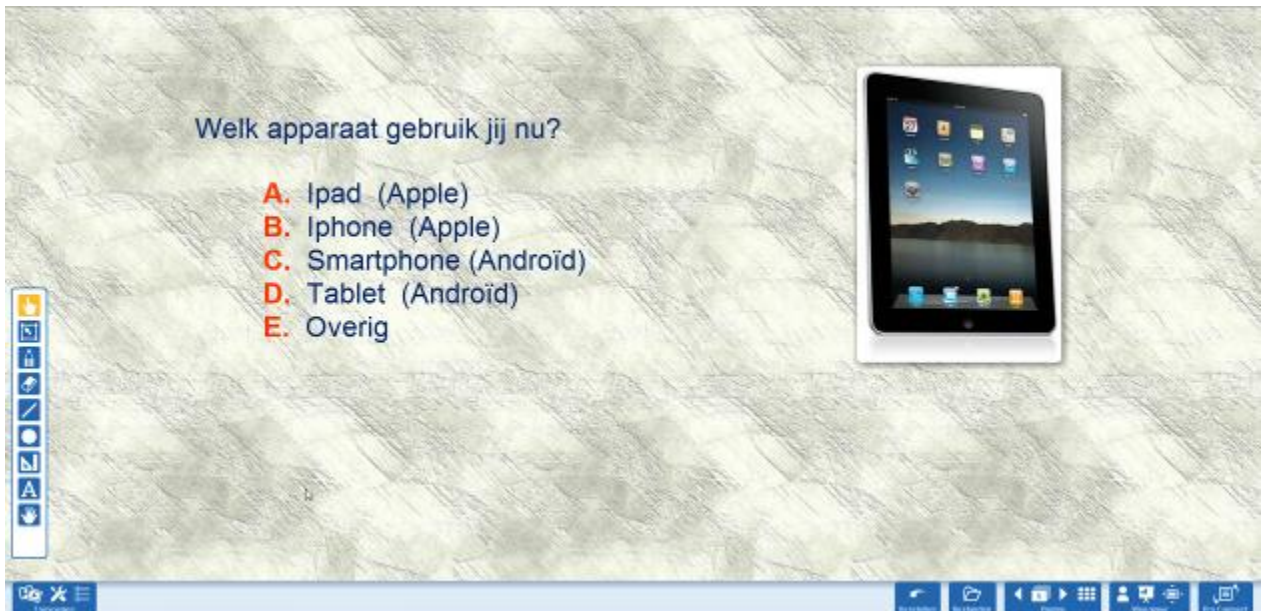 Welk apparaat gebruik jij nu?
A. Ipad (Apple)
B. Iphone (Apple)
C. Smartphone (Androïd)
D. Tablet (Androïd)
E. Overig
A